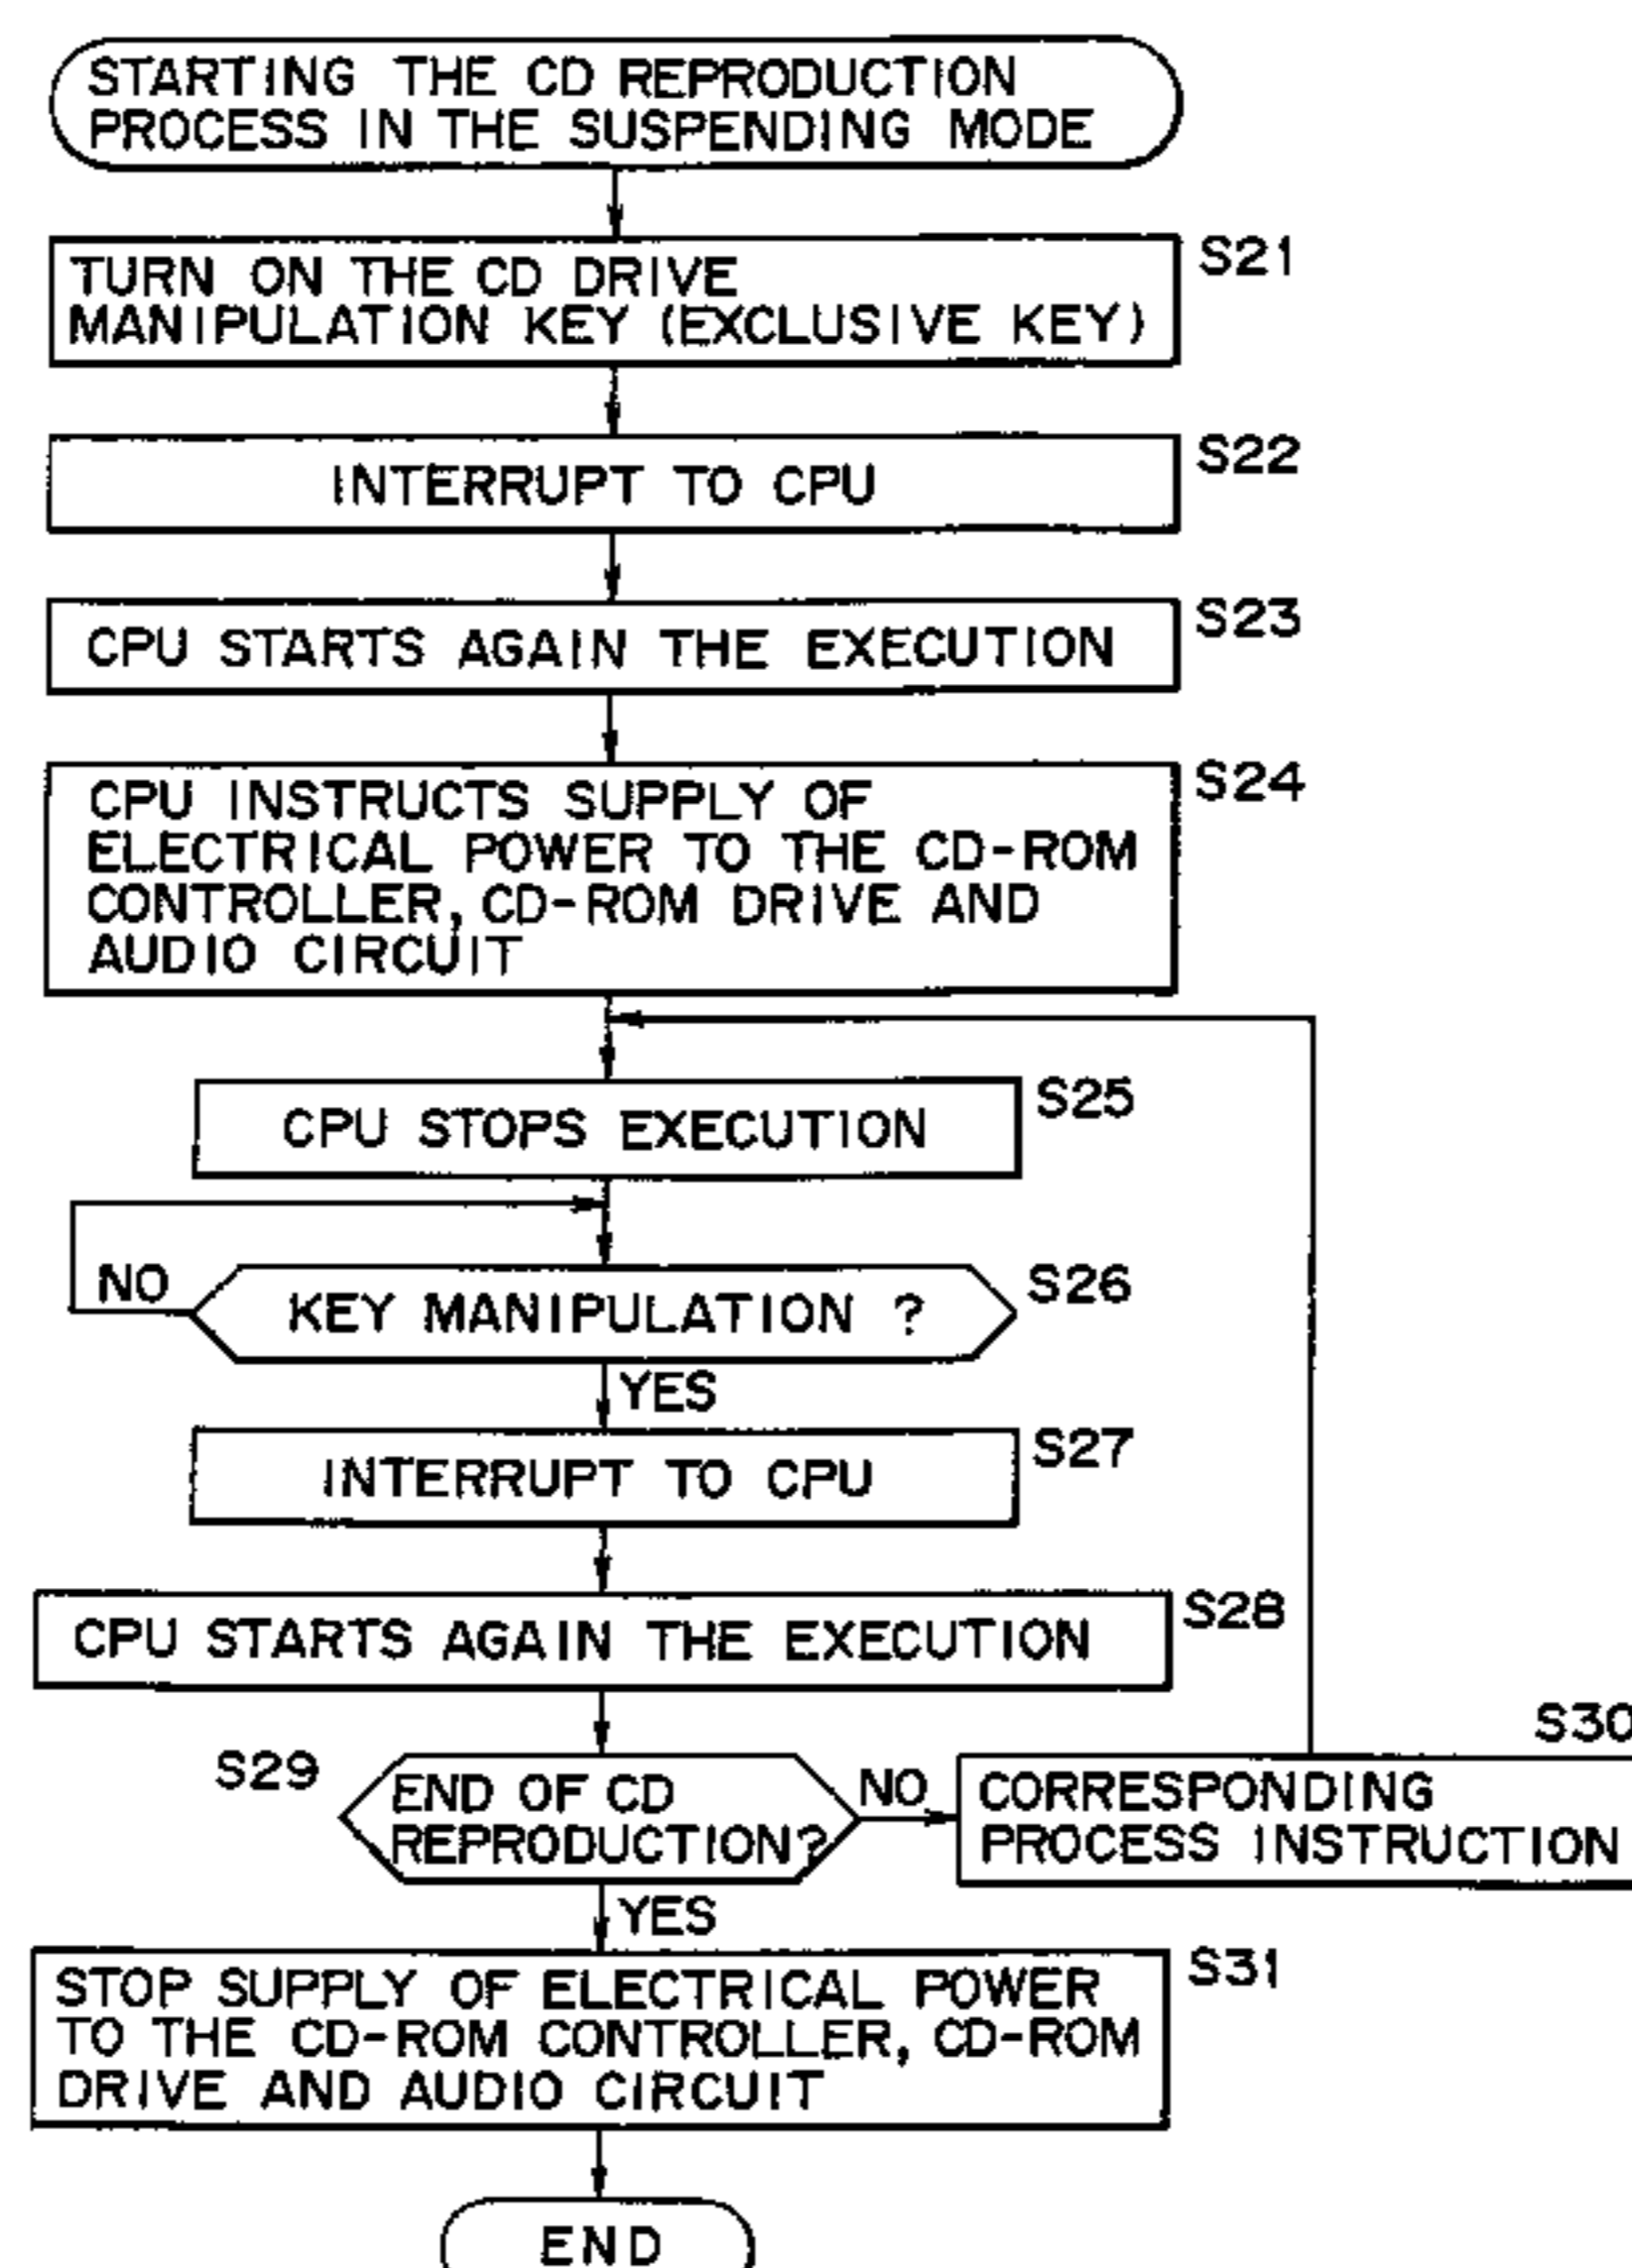 STARTING THE CD REPRODUCTION
PROCESS IN THE SUSPENDING MODE
S21
TURN ON THE CD DRIVE
MANIPULATION KEY (EXCLUSIVE KEY)
S22
INTERRUPT TO CPU
S23
CPU STARTS AGAIN THE EXECUTION
S24
CPU INSTRUCTS SUPPLY OF
ELECTRICAL POWER TO THE CD-ROM
CONTROLLER, CD-ROM DRIVE AND
AUDIO CIRCUIT
S25
CPU STOPS EXECUTION
NO
KEY MANIPULATION ?
S26
YES
S27
INTERRUPT TO CPU
S28
CPU STARTS AGAIN THE EXECUTION
S29
END OF CD
REPRODUCTION?
NO
S30
CORRESPONDING
PROCESS INSTRUCTION
YES
S31
STOP SUPPLY OF ELECTRICAL POWER
TO THE CD-ROM CONTROLLER, CD-ROM
DRIVE AND AUDIO CIRCUIT
END